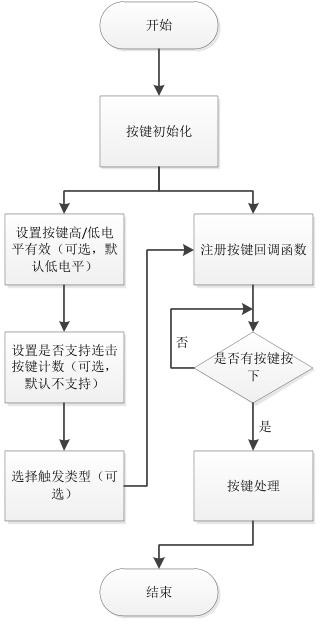 开始
按键初始化
设置按键高/低电
平有效（可选，默
认低电平）
注册按键回调函数
设置是否支持连击
按键计数（可选，
默认不支持）
否
是否有按键按
下
是
选择触发类型（可
选）
按键处理
结束